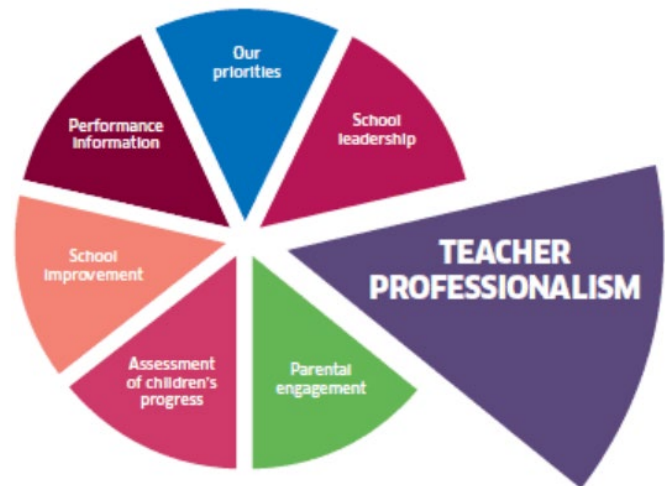 Our
priorities
School
leadership
TEACHER
PROFESSIONALISM
Parental
engagement
Assessment
of children's
progress
School
improvement
Performance
information